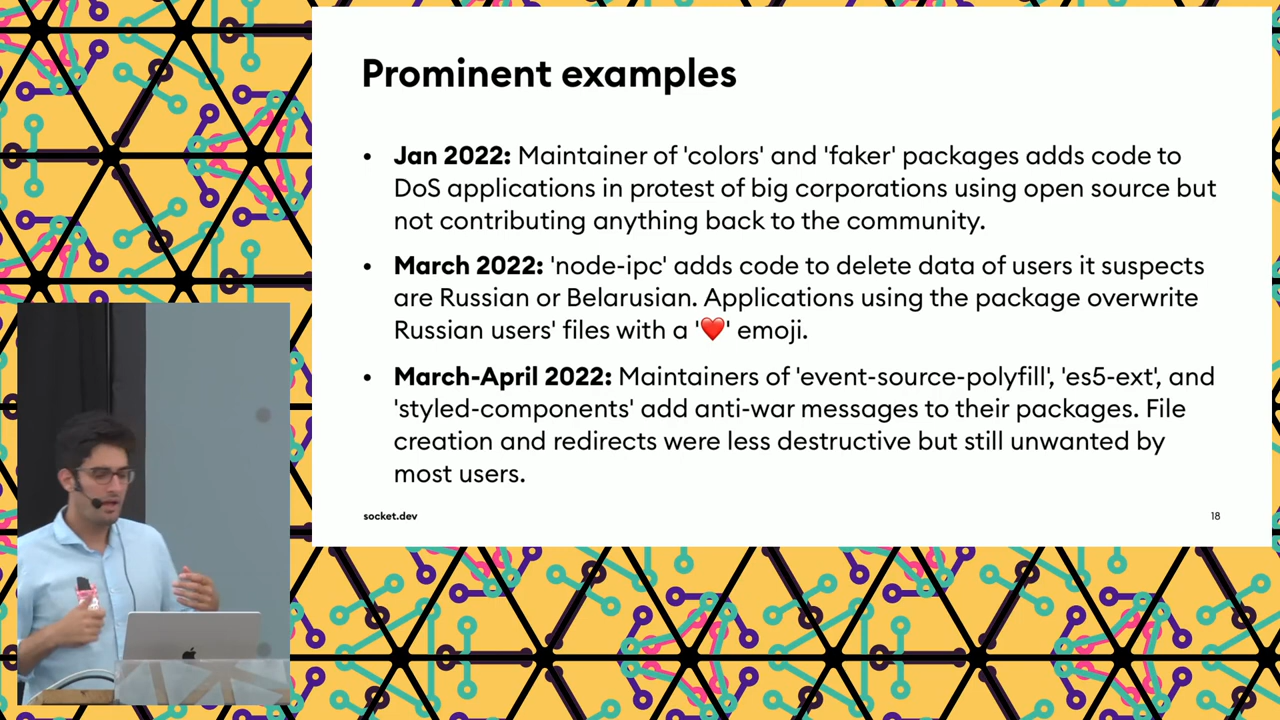 Prominent examples
• Jan 2022: Maintainer of 'colors' and 'faker' packages adds code to
DoS applications in protest of big corporations using open source but
not contributing anything back to the community.
• March 2022: 'node-ipc' adds code to delete data of users it suspects
are Russian or Belarusian. Applications using the package overwrite
Russian users' files with a '❤️' emoji.
• March-April 2022: Maintainers of 'event-source-polyfill', 'es5-ext', and
'styled-components' add anti-war messages to their packages. File
creation and redirects were less destructive but still unwanted by
most users.
socket.dev
18